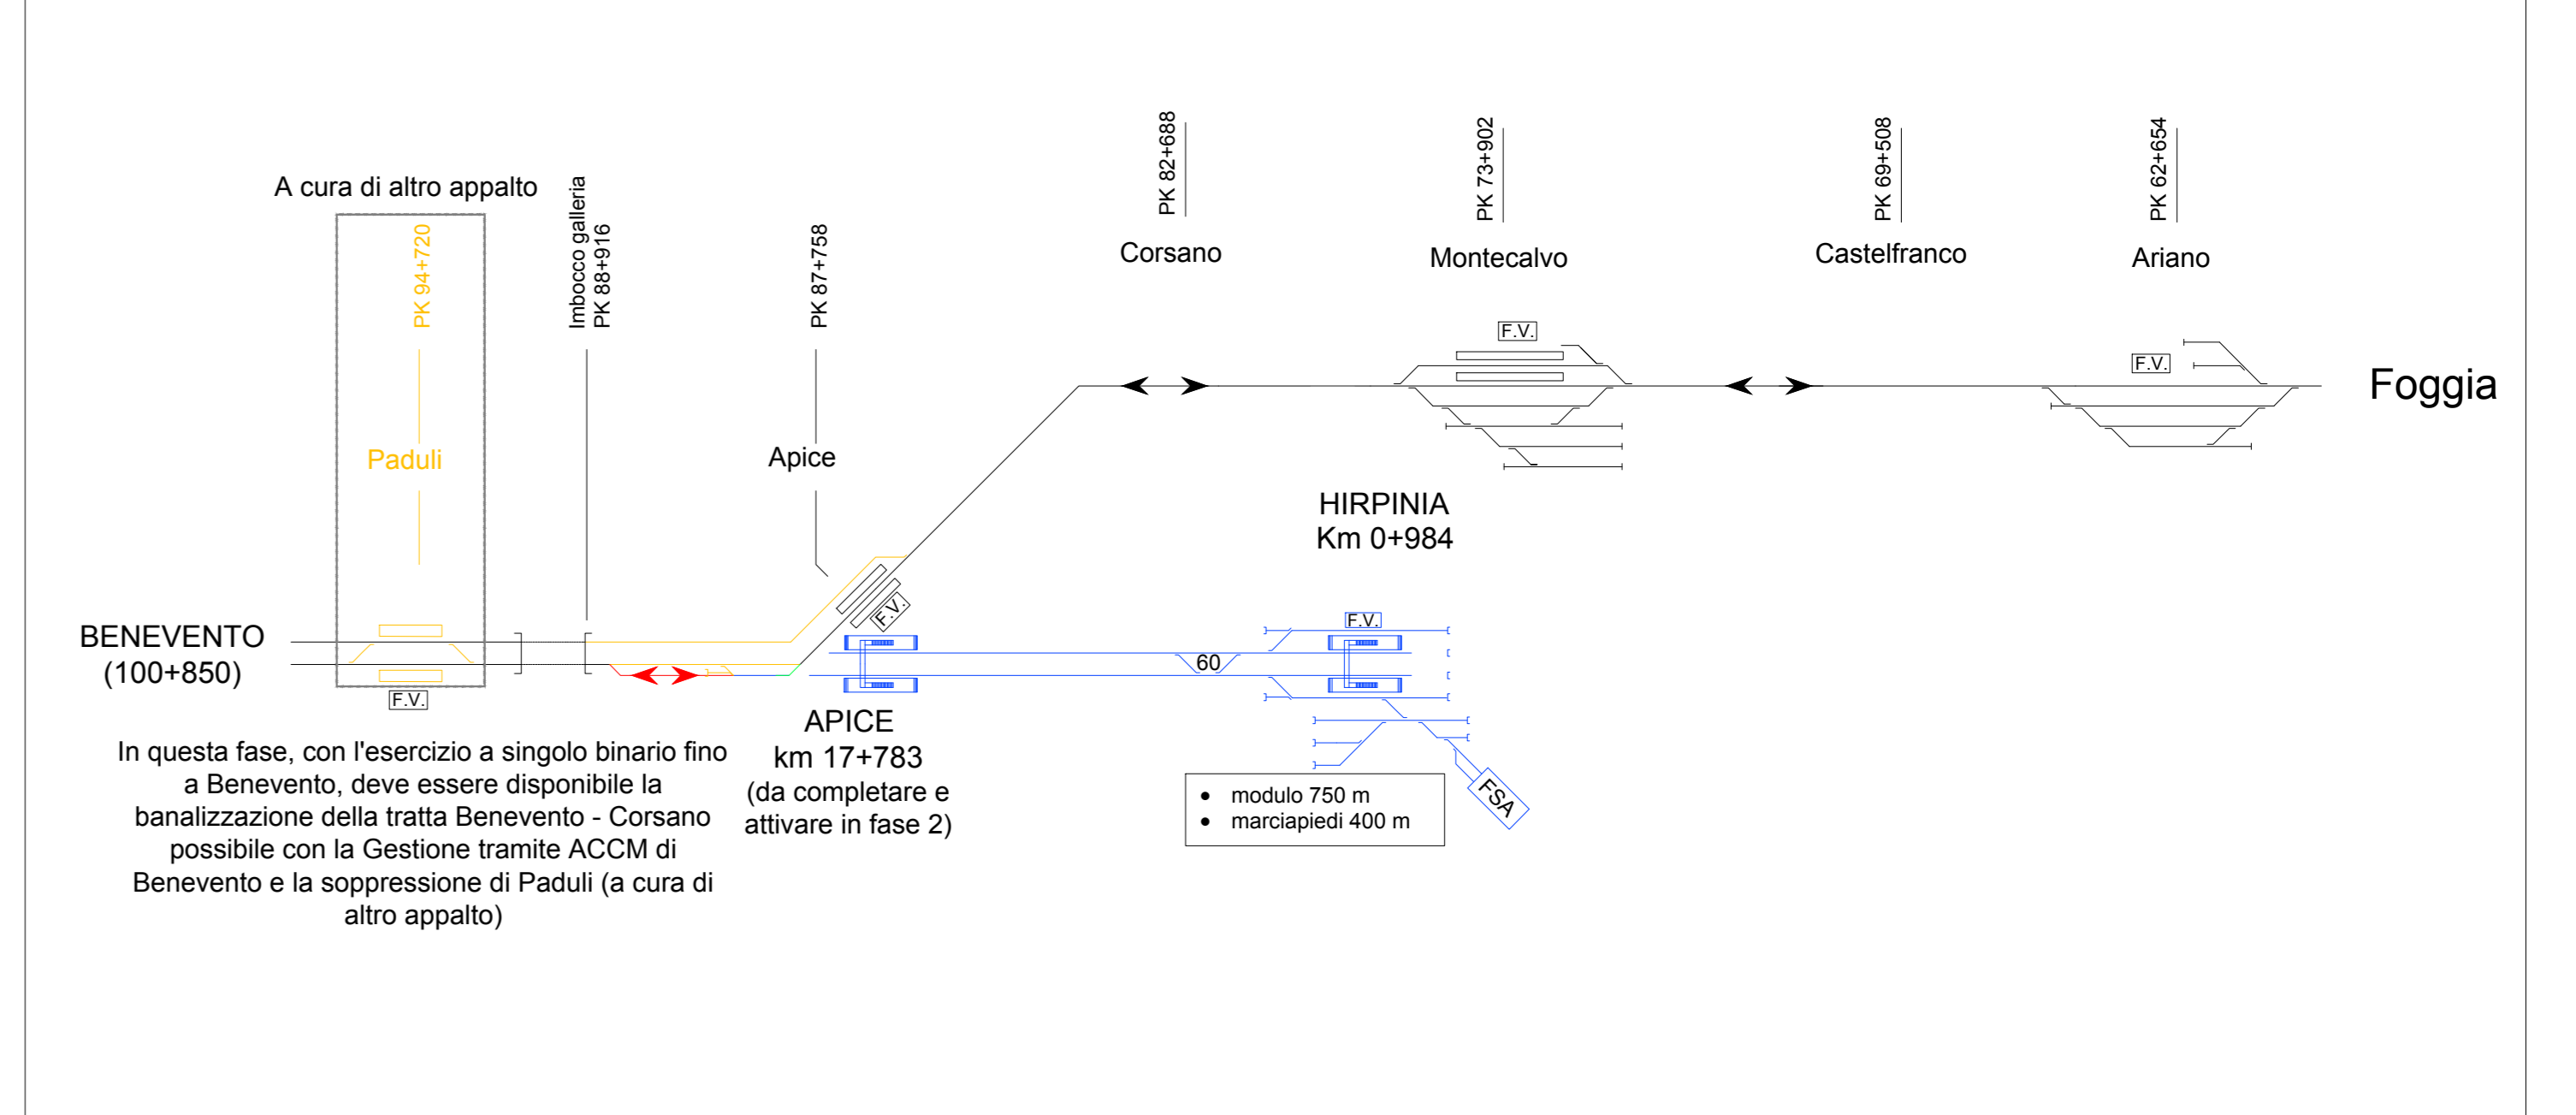 A cura di altro appalto
PK 94+720
Paduli
Imbocco galleria
PK 88+916
PK 87+758
Apice
PK 82+688
Corsano
PK 73+902
Montecalvo
PK 69+508
Castelfranco
PK 62+654
Ariano
F.V.
F.V.
Foggia
HIRPINIA
Km 0+984
F.V.
F.V.
BENEVENTO
(100+850)
60
F.V.
APICE
km 17+783
(da completare e
attivare in fase 2)
In questa fase, con l'esercizio a singolo binario fino
a Benevento, deve essere disponibile la
banalizzazione della tratta Benevento - Corsano
possibile con la Gestione tramite ACCM di
Benevento e la soppressione di Paduli (a cura di
altro appalto)
• modulo 750 m
• marciapiedi 400 m
FSA